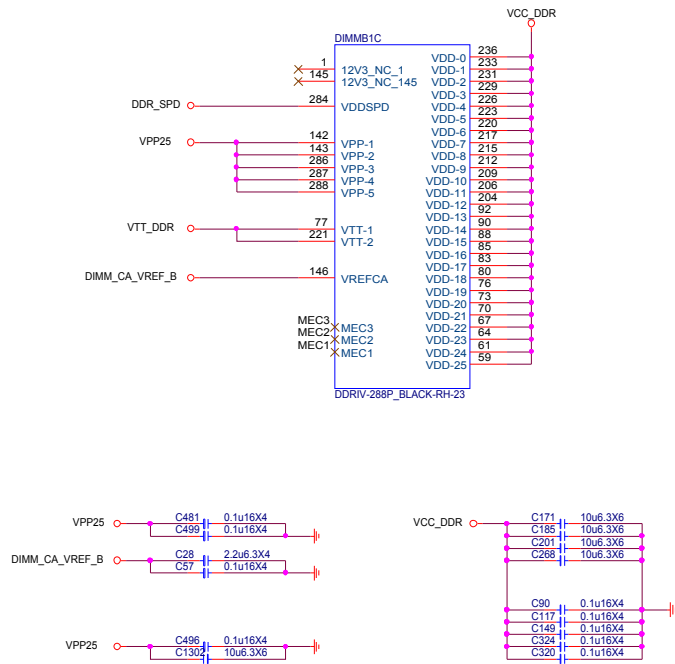 VCC_DDR
DIMMB1C
1 12V3_NC_1
145 12V3_NC_145
DDR_SPD 284 VDDSPD
VPP25 142 VPP-1
143 VPP-2
286 VPP-3
287 VPP-4
288 VPP-5
VTT_DDR 77 VTT-1
221 VTT-2
DIMM_CA_VREF_B 146 VREFCA
MEC3 MEC3
MEC2 MEC2
MEC1 MEC1
VDD-0 236
VDD-1 233
VDD-2 231
VDD-3 229
VDD-4 226
VDD-5 223
VDD-6 220
VDD-7 217
VDD-8 215
VDD-9 212
VDD-10 209
VDD-11 206
VDD-12 204
VDD-13 92
VDD-14 90
VDD-15 88
VDD-16 85
VDD-17 83
VDD-18 80
VDD-19 76
VDD-20 73
VDD-21 70
VDD-22 67
VDD-23 64
VDD-24 61
VDD-25 59
DDRIV-288P_BLACK-RH-23
VPP25 C481 0.1u16X4
C499 0.1u16X4
DIMM_CA_VREF_B C28 2.2u6.3X4
C57 0.1u16X4
VPP25 C496 0.1u16X4
C1302 10u6.3X6
VCC_DDR C171 10u6.3X6
C185 10u6.3X6
C201 10u6.3X6
C268 10u6.3X6
C90 0.1u16X4
C117 0.1u16X4
C149 0.1u16X4
C324 0.1u16X4
C320 0.1u16X4